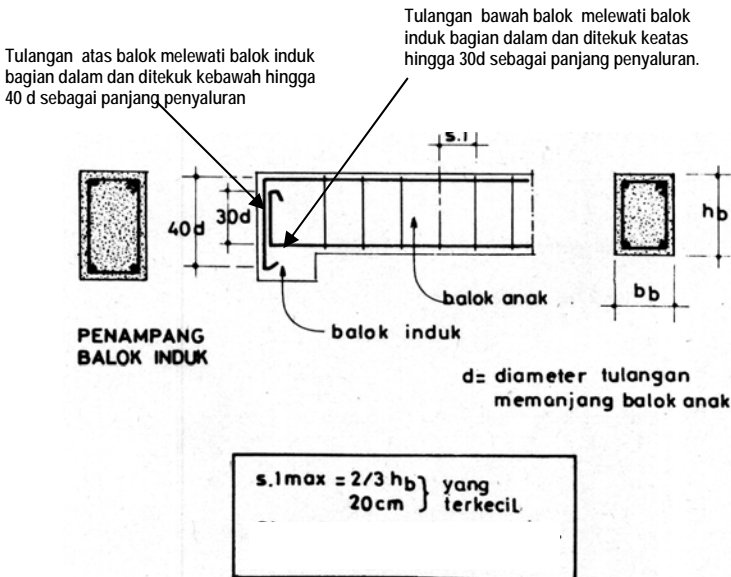 Tulangan atas balok melewati balok induk
bagian dalam dan ditekuk kebawah hingga
40 d sebagai panjang penyaluran
Tulangan bawah balok melewati balok
induk bagian dalam dan ditekuk keatas
hingga 30d sebagai panjang penyaluran.
s.1
40d
30d
hb
bb
balok anak
balok induk
PENAMPANG
BALOK INDUK
d= diameter tulangan
memanjang balok anak
s.1max = 2/3 hb } yang
20cm } terkecil